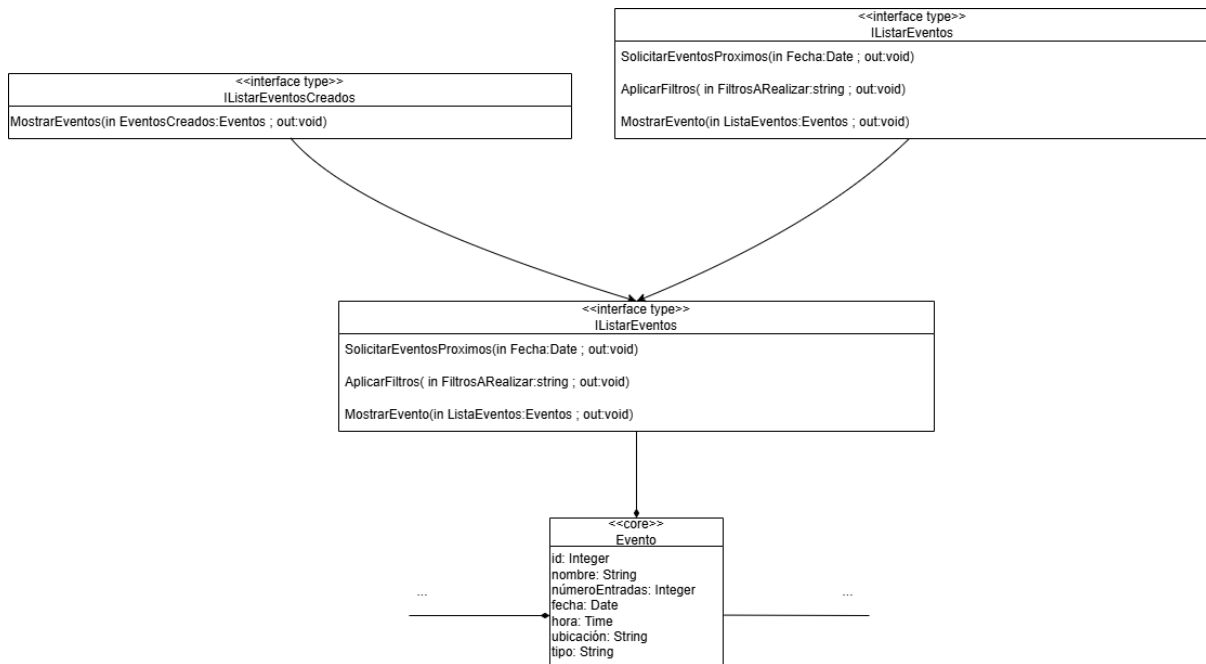 <<interface type>>
IListarEventos
SolicitarEventosProximos(in Fecha:Date ; out:void)
AplicarFiltros( in FiltrosARealizar:string ; out:void)
MostrarEvento(in ListaEventos:Eventos ; out:void)
<<interface type>>
IListarEventosCreados
MostrarEventos(in EventosCreados:Eventos ; out:void)
<<interface type>>
IListarEventos
SolicitarEventosProximos(in Fecha:Date ; out:void)
AplicarFiltros( in FiltrosARealizar:string ; out:void)
MostrarEvento(in ListaEventos:Eventos ; out:void)
<<core>>
Evento
id: Integer
nombre: String
númeroEntradas: Integer
fecha: Date
hora: Time
ubicación: String
tipo: String
...
...